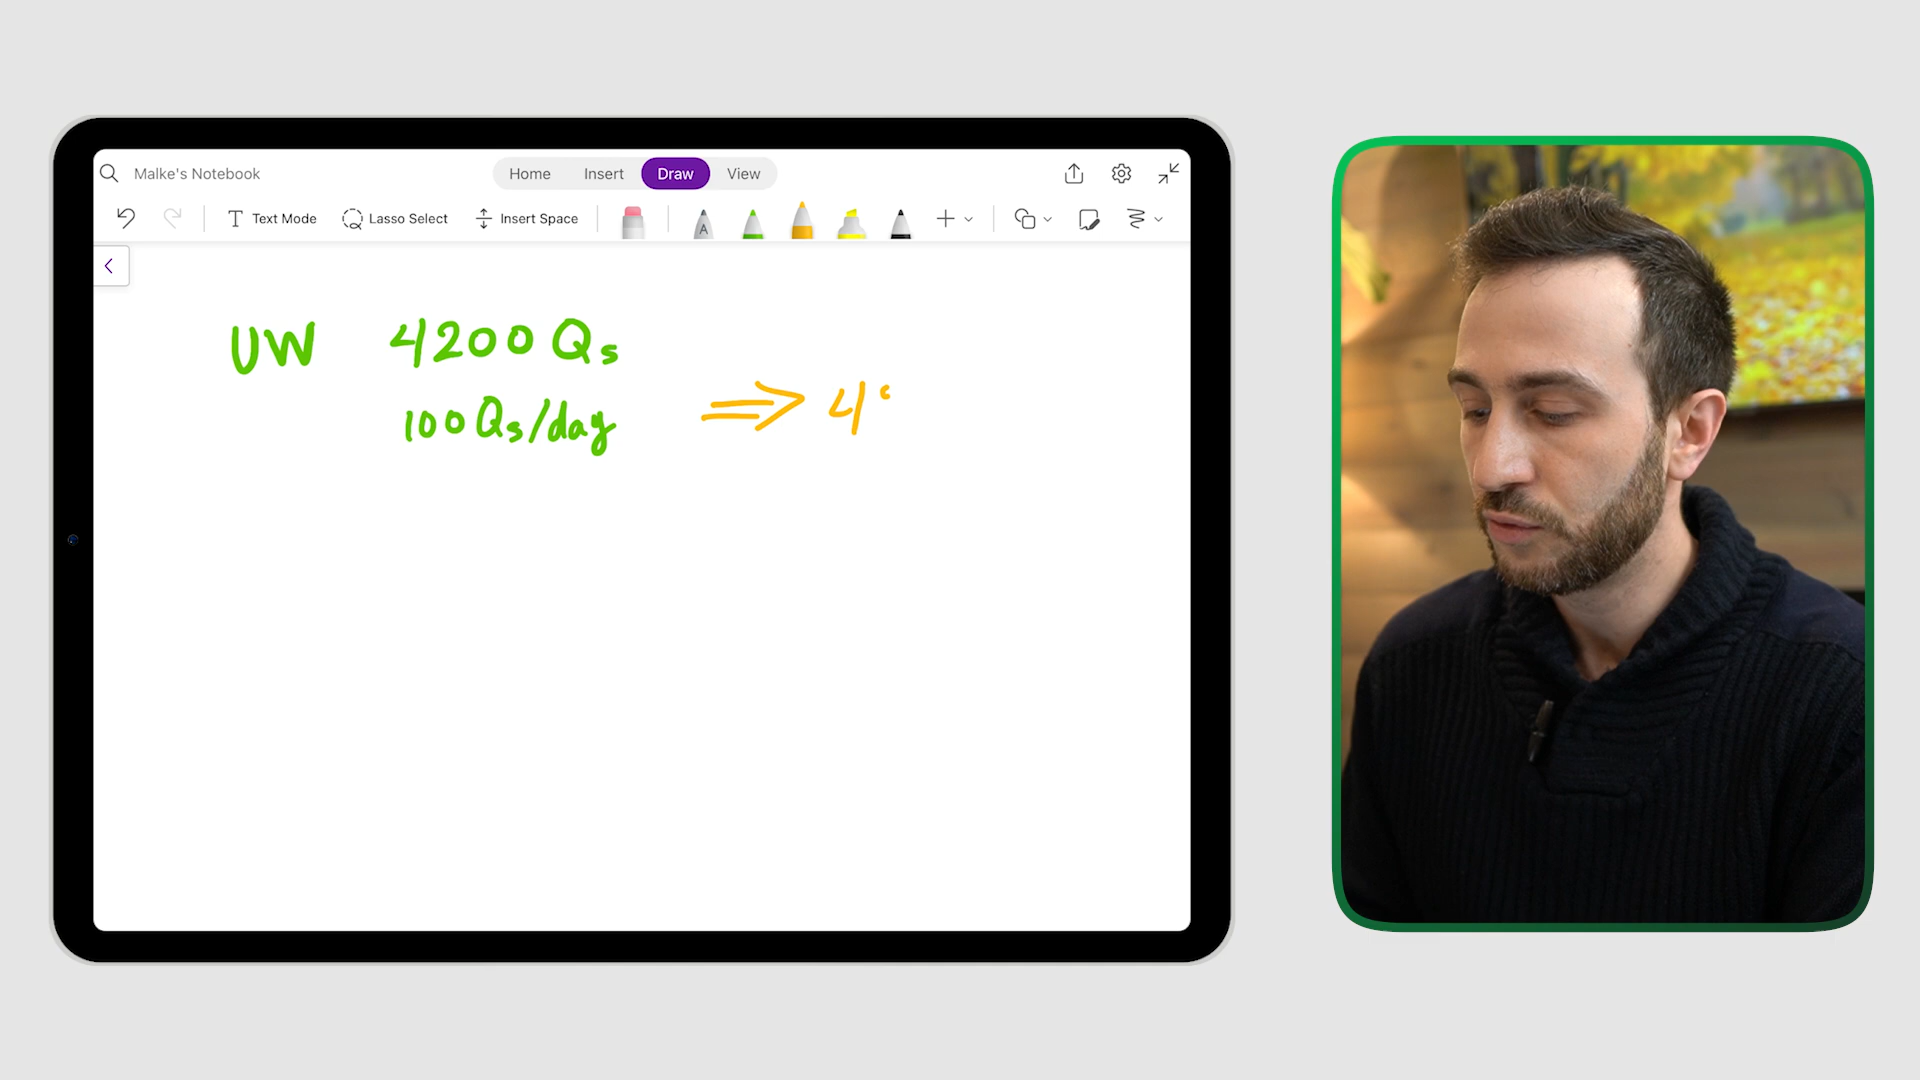 Malke's Notebook
Home Insert Draw View
Text Mode Lasso Select Insert Space
A
UW 4200 Qs
100 Qs/day
⇒ 4